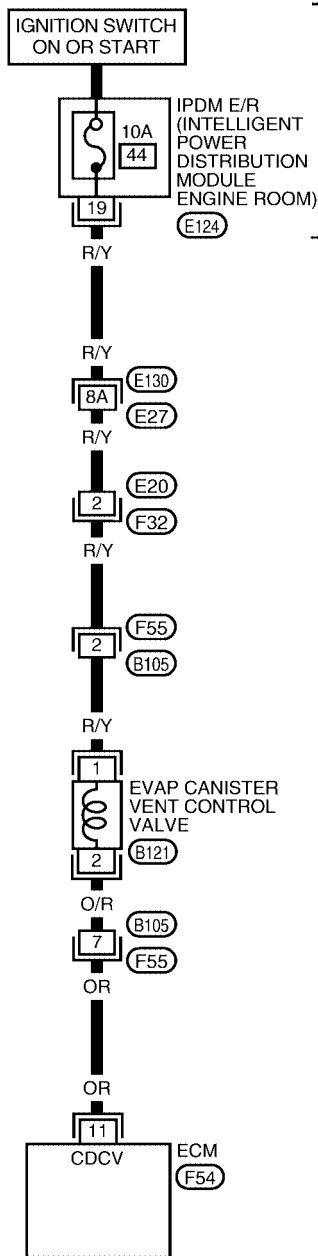 IGNITION SWITCH
ON OR START
IPDM E/R
(INTELLIGENT
POWER
DISTRIBUTION
MODULE
ENGINE ROOM)
10A
44
19
E124
R/Y
R/Y
E130
8A
E27
R/Y
E20
2
F32
R/Y
F55
2
B105
R/Y
1
EVAP CANISTER
VENT CONTROL
VALVE
2
B121
O/R
B105
7
F55
OR
OR
11
CDCV
ECM
F54